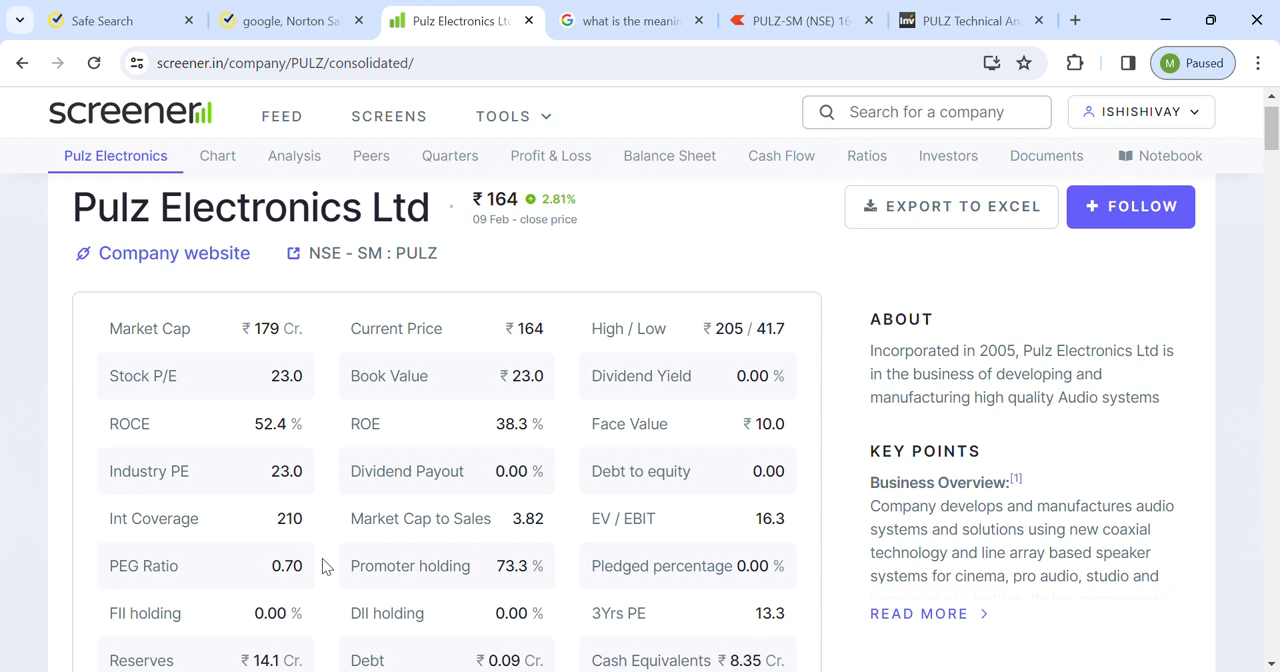 Safe Search
google, Norton Sa
Pulz Electronics Ltd
what is the meanin
PULZ-SM (NSE) 16
PULZ Technical An
screener.in/company/PULZ/consolidated/
M Paused
screener
FEED SCREENS TOOLS
Search for a company
ISHISHIVAY
Pulz Electronics Chart Analysis Peers Quarters Profit & Loss Balance Sheet Cash Flow Ratios Investors Documents Notebook
Pulz Electronics Ltd
₹ 164 2.81%
09 Feb - close price
EXPORT TO EXCEL
+ FOLLOW
Company website NSE - SM : PULZ
Market Cap ₹ 179 Cr. Current Price ₹ 164 High / Low ₹ 205 / 41.7
Stock P/E 23.0 Book Value ₹ 23.0 Dividend Yield 0.00 %
ROCE 52.4 % ROE 38.3 % Face Value ₹ 10.0
Industry PE 23.0 Dividend Payout 0.00 % Debt to equity 0.00
Int Coverage 210 Market Cap to Sales 3.82 EV / EBIT 16.3
PEG Ratio 0.70 Promoter holding 73.3 % Pledged percentage 0.00 %
FII holding 0.00 % DII holding 0.00 % 3Yrs PE 13.3
Reserves ₹ 14.1 Cr. Debt ₹ 0.09 Cr. Cash Equivalents ₹ 8.35 Cr.
ABOUT
Incorporated in 2005, Pulz Electronics Ltd is
in the business of developing and
manufacturing high quality Audio systems
KEY POINTS
Business Overview:[1]
Company develops and manufactures audio
systems and solutions using new coaxial
technology and line array based speaker
systems for cinema, pro audio, studio and
READ MORE >